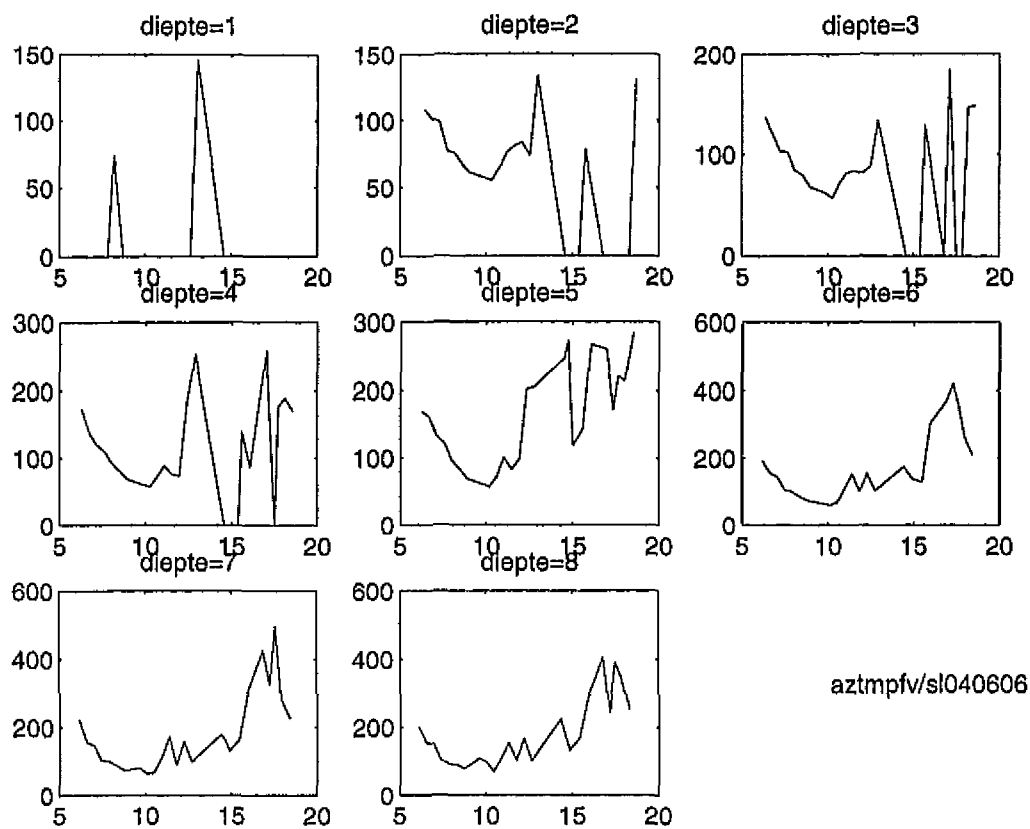 diepte=1 diepte=2 diepte=3
150 150 200
100 100
100
50 50
0 0 0
5 10 15 20 5 10 15 20 5 10 15 20
diepte=4 diepte=5 diepte=6
300 300 600
200 200 400
100 100 200
0 0 0
5 10 15 20 5 10 15 20 5 10 15 20
diepte=7 diepte=8
600 600
400 400
aztmpfv/sl040606
200 200
0 0
5 10 15 20 5 10 15 20